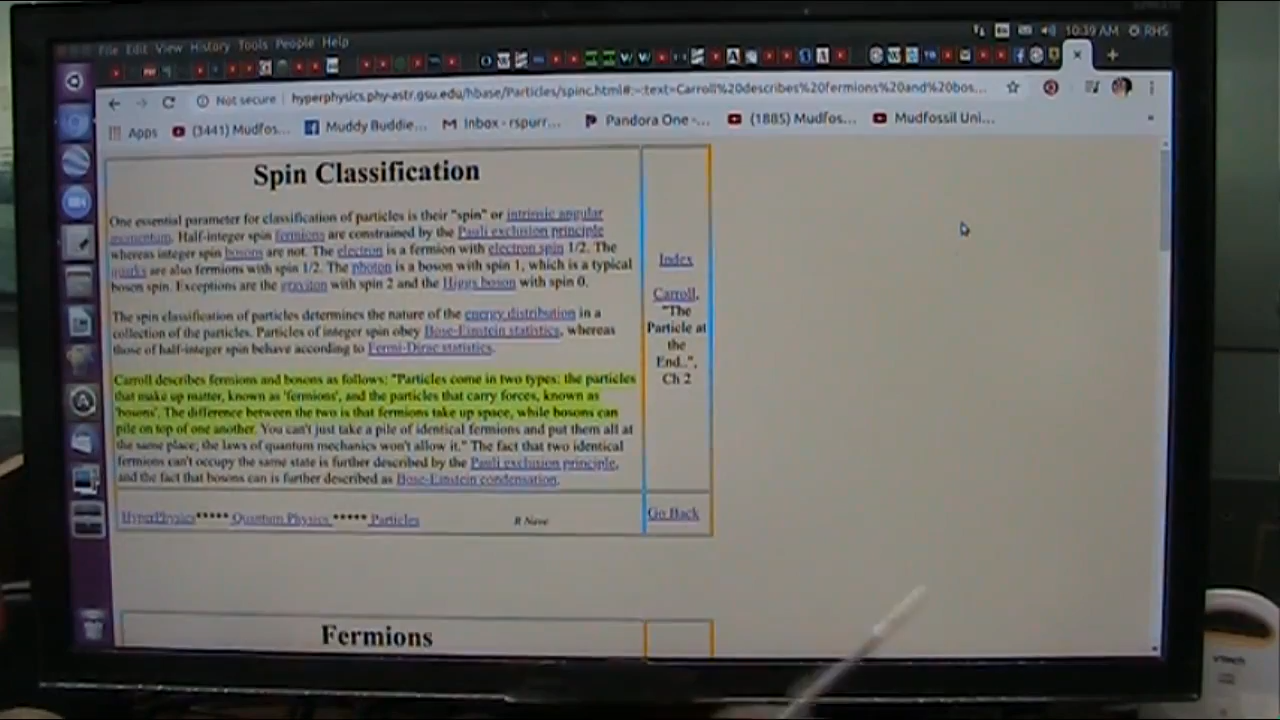 File Edit View History Tools People Help
10:39 AM RHS
Not secure hyperphysics.phy-astr.gsu.edu/hbase/Particles/spinc.html#:~:text=Carroll%20describes%20fermions%20and%20bos...
Apps (3441) Mudfos... Muddy Buddie... Inbox - rspurr... Pandora One -... (1885) Mudfos... Mudfossil Uni...
Spin Classification
One essential parameter for classification of particles is their "spin" or intrinsic angular
momentum. Half-integer spin fermions are constrained by the Pauli exclusion principle
whereas integer spin bosons are not. The electron is a fermion with electron spin 1/2. The
quarks are also fermions with spin 1/2. The photon is a boson with spin 1, which is a typical
boson spin. Exceptions are the graviton with spin 2 and the Higgs boson with spin 0.
The spin classification of particles determines the nature of the energy distribution in a
collection of the particles. Particles of integer spin obey Bose-Einstein statistics, whereas
those of half-integer spin behave according to Fermi-Dirac statistics.
Carroll describes fermions and bosons as follows: "Particles come in two types: the particles
that make up matter, known as 'fermions', and the particles that carry forces, known as
'bosons'. The difference between the two is that fermions take up space, while bosons can
pile on top of one another. You can't just take a pile of identical fermions and put them all at
the same place; the laws of quantum mechanics won't allow it." The fact that two identical
fermions can't occupy the same state is further described by the Pauli exclusion principle,
and the fact that bosons can is further described as Bose-Einstein condensation.
Index
Carroll,
"The
Particle at
the
End..",
Ch 2
HyperPhysics***** Quantum Physics ***** Particles
R Nave
Go Back
Fermions
vtech